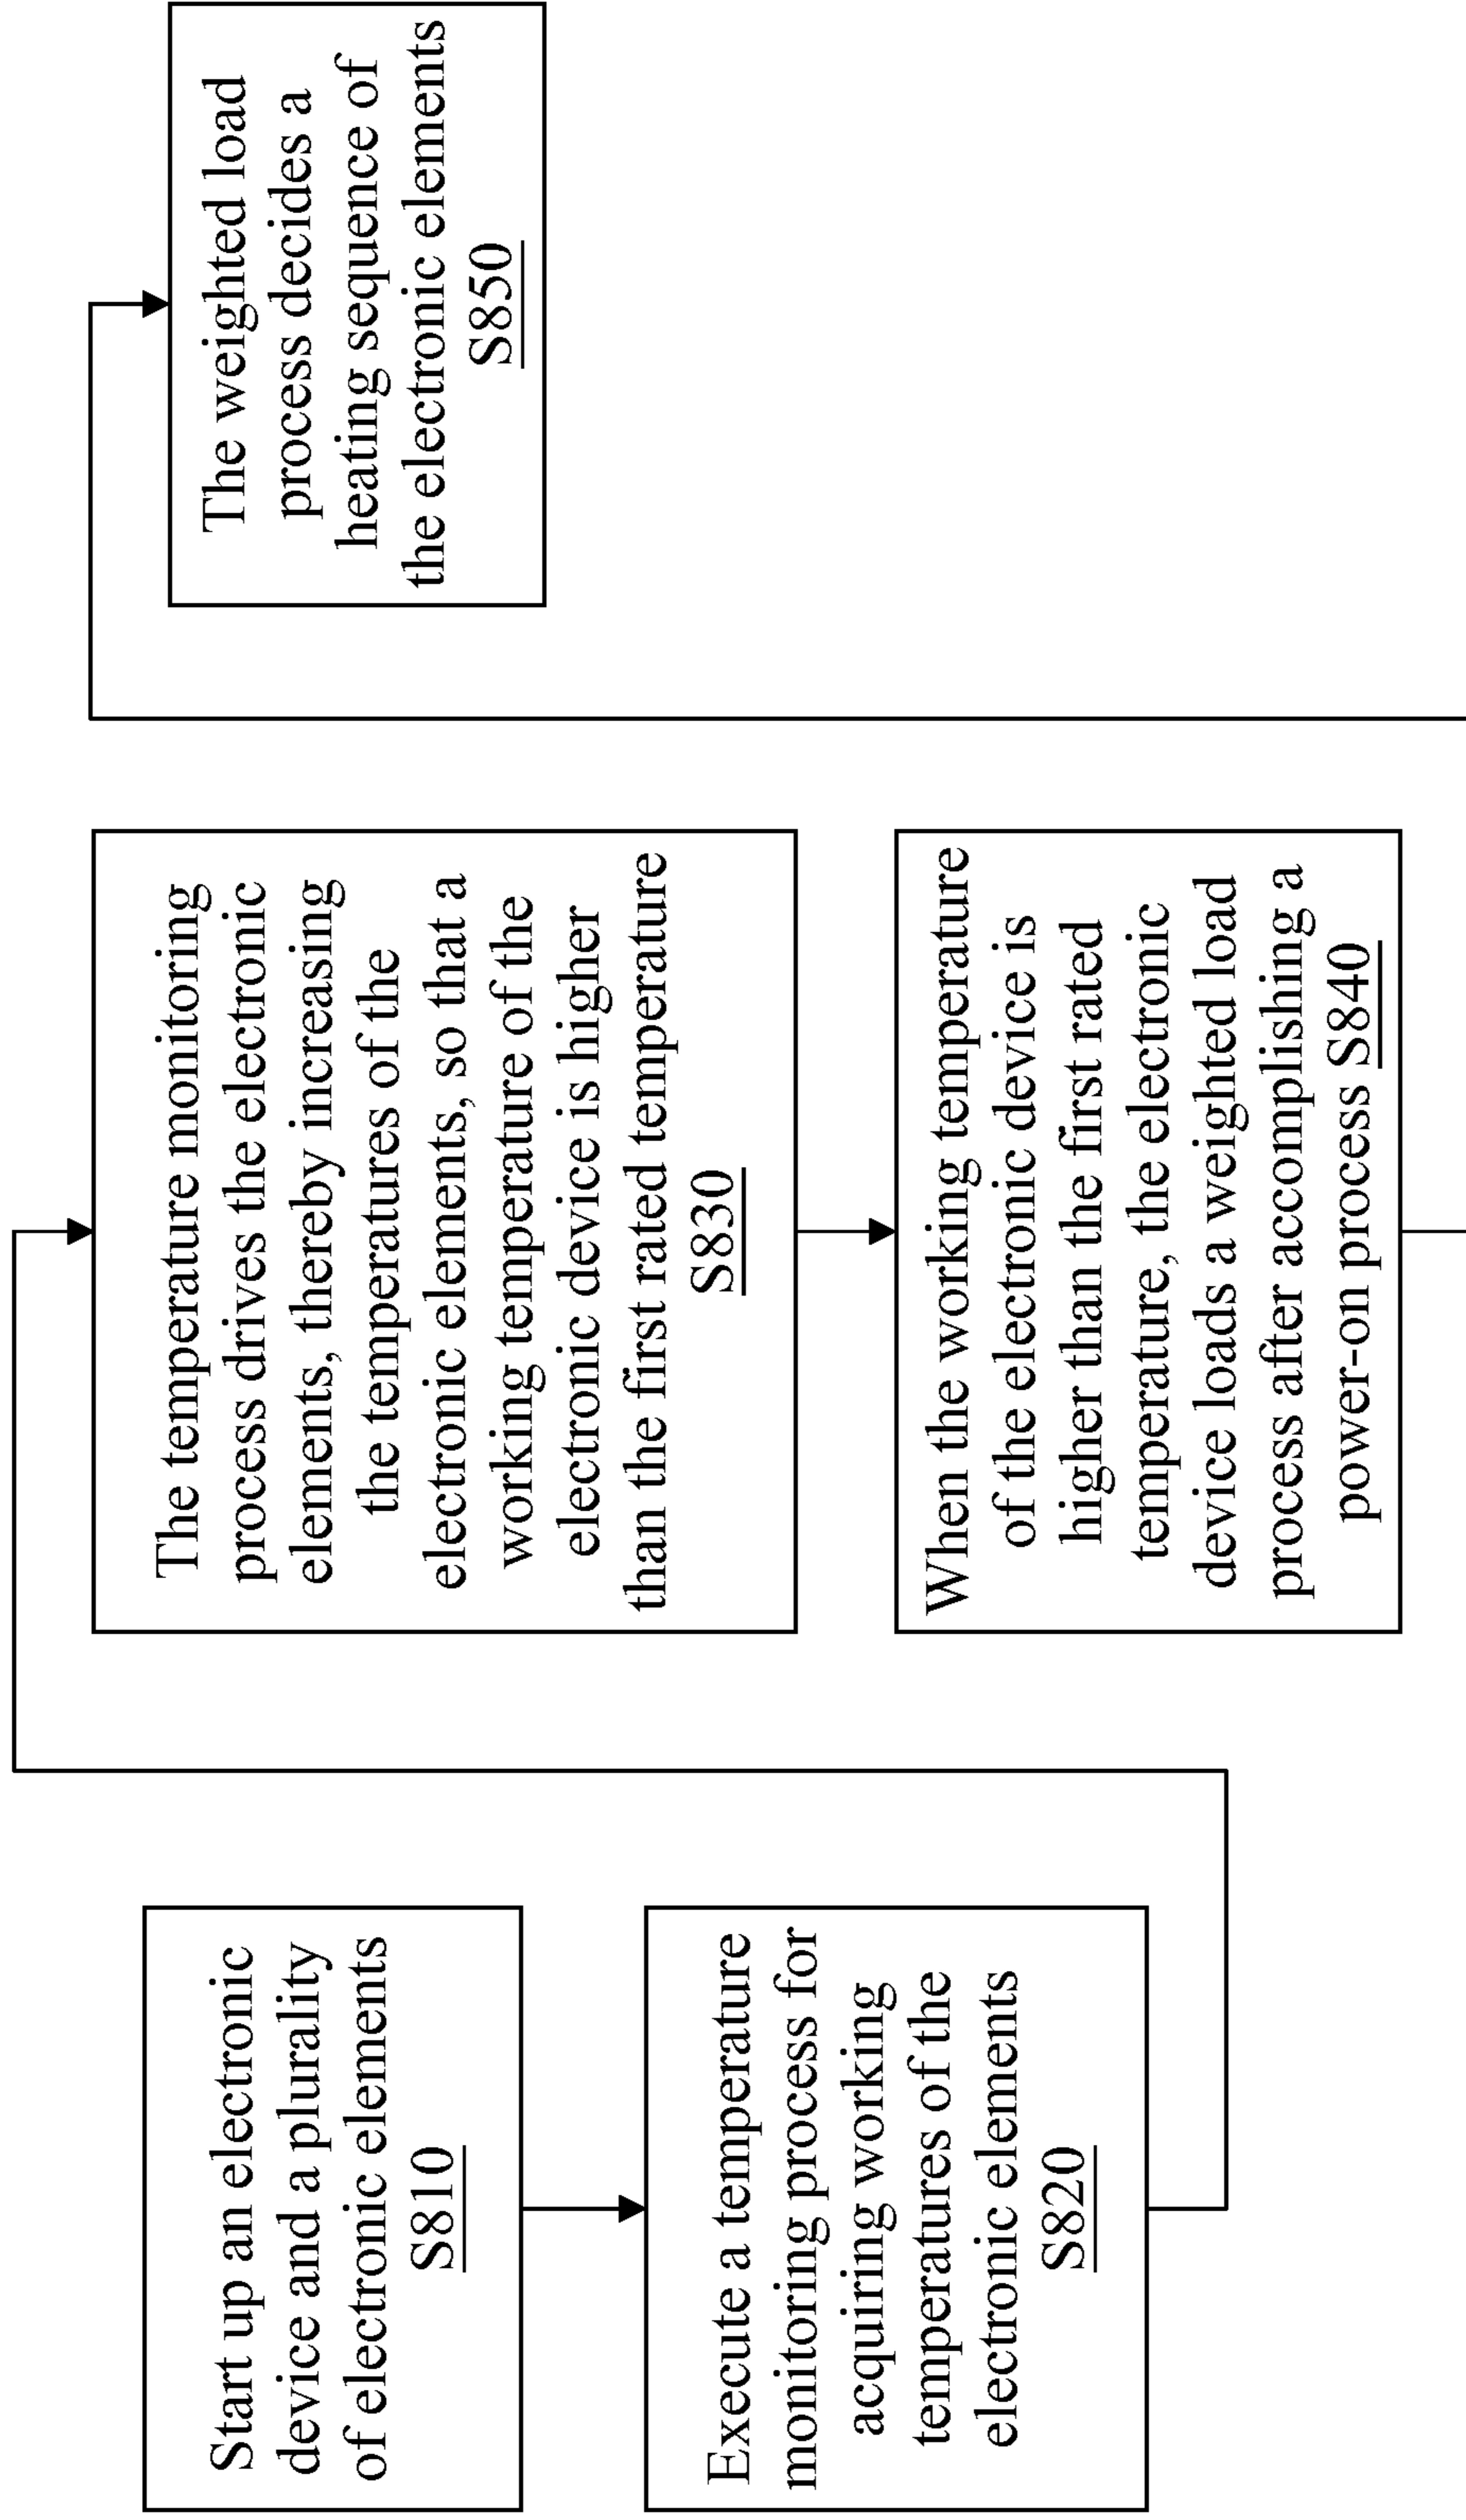 Start up an electronic
device and a plurality
of electronic elements
S810
Execute a temperature
monitoring process for
acquiring working
temperatures of the
electronic elements
S820
The temperature monitoring
process drives the electronic
elements, thereby increasing
the temperatures of the
electronic elements, so that a
working temperature of the
electronic device is higher
than the first rated temperature
S830
When the working temperature
of the electronic device is
higher than the first rated
temperature, the electronic
device loads a weighted load
process after accomplishing a
power-on process S840
The weighted load
process decides a
heating sequence of
the electronic elements
S850